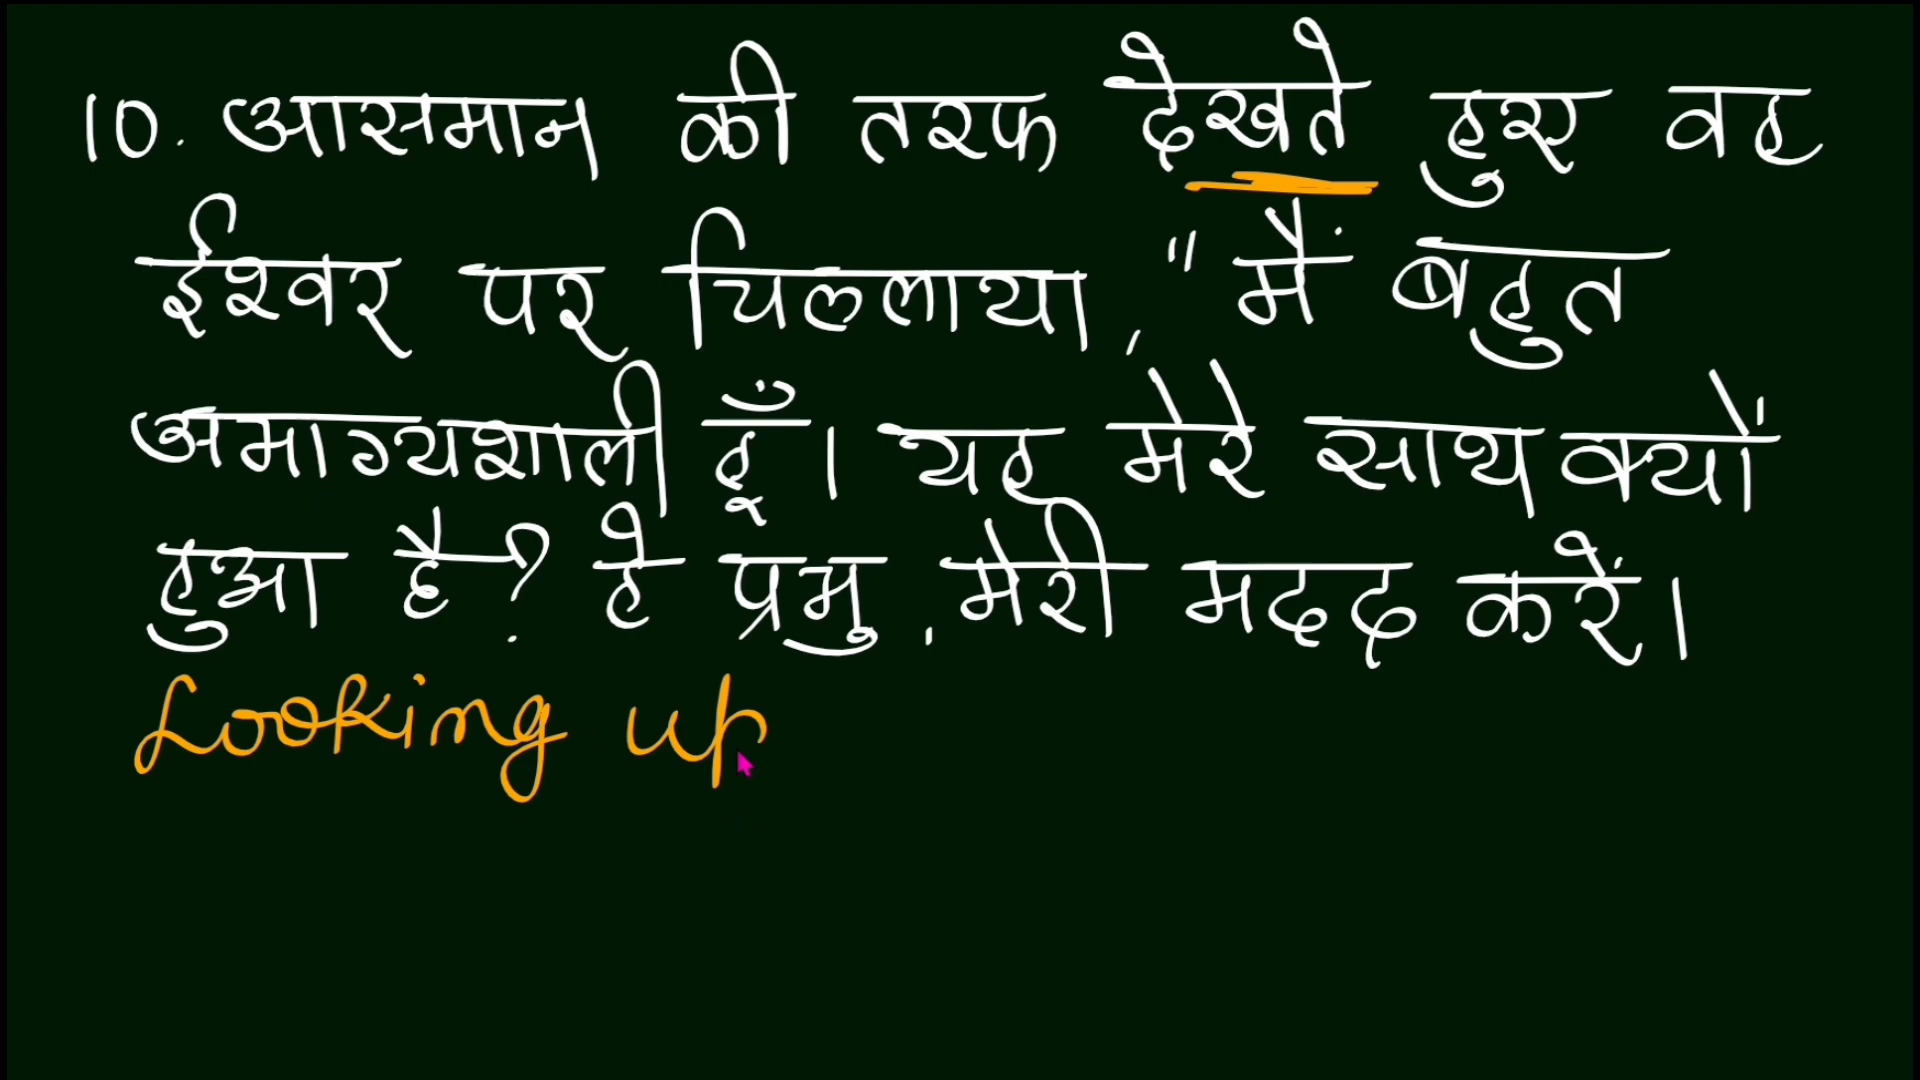 10. आसमान की तरफ देखते हुए वह
ईश्वर पर चिल्लाया, "मैं बहुत
अभाग्यशाली हूँ। यह मेरे साथ क्यों
हुआ है? हे प्रभु, मेरी मदद करें।
Looking up